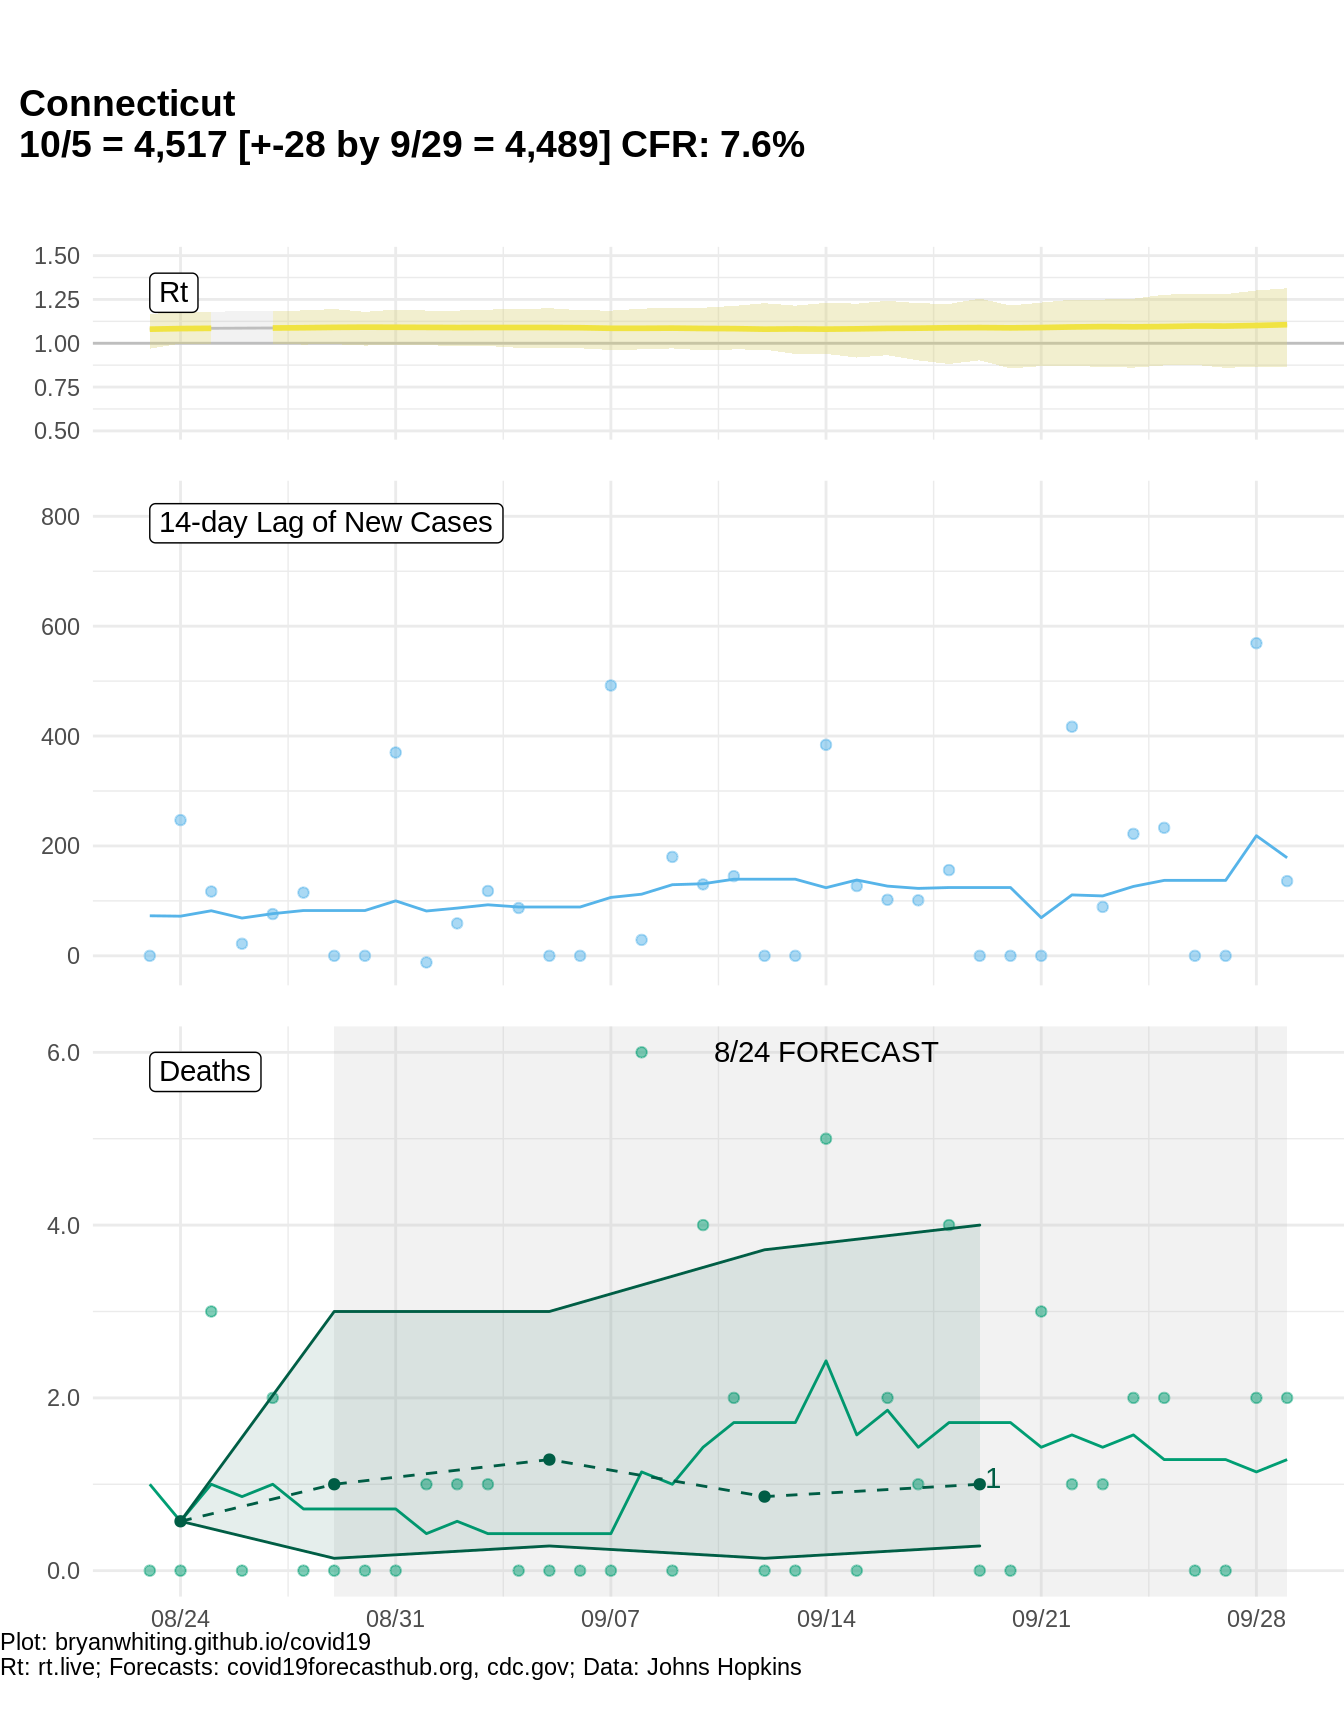 Connecticut
10/5 = 4,517 [+-28 by 9/29 = 4,489] CFR: 7.6%
1.50
Rt
1.25
1.00
0.75
0.50
14-day Lag of New Cases
800
600
400
200
0
6.0
8/24 FORECAST
Deaths
4.0
2.0
1
0.0
08/24 08/31 09/07 09/14 09/21 09/28
Plot: bryanwhiting.github.io/covid19
Rt: rt.live; Forecasts: covid19forecasthub.org, cdc.gov; Data: Johns Hopkins